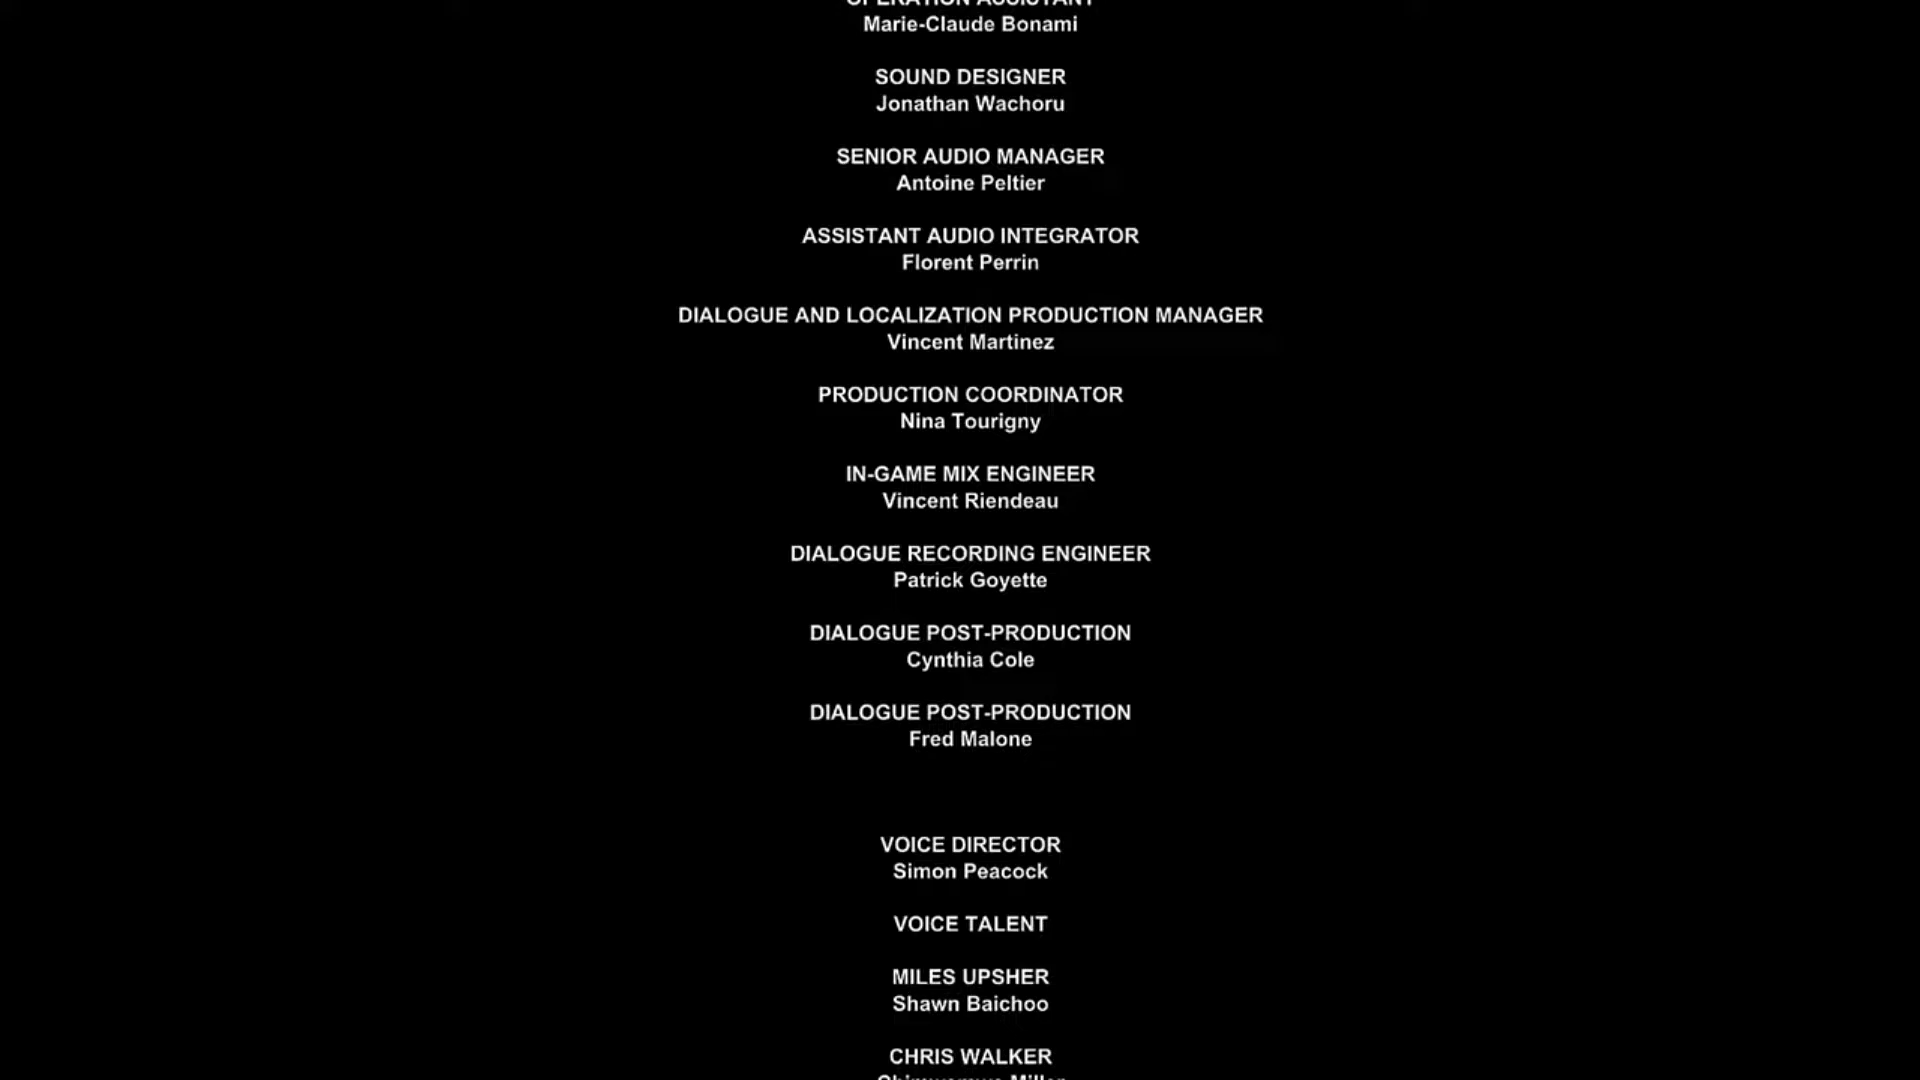 OPERATION ASSISTANT
Marie-Claude Bonami
SOUND DESIGNER
Jonathan Wachoru
SENIOR AUDIO MANAGER
Antoine Peltier
ASSISTANT AUDIO INTEGRATOR
Florent Perrin
DIALOGUE AND LOCALIZATION PRODUCTION MANAGER
Vincent Martinez
PRODUCTION COORDINATOR
Nina Tourigny
IN-GAME MIX ENGINEER
Vincent Riendeau
DIALOGUE RECORDING ENGINEER
Patrick Goyette
DIALOGUE POST-PRODUCTION
Cynthia Cole
DIALOGUE POST-PRODUCTION
Fred Malone
VOICE DIRECTOR
Simon Peacock
VOICE TALENT
MILES UPSHER
Shawn Baichoo
CHRIS WALKER
Miller